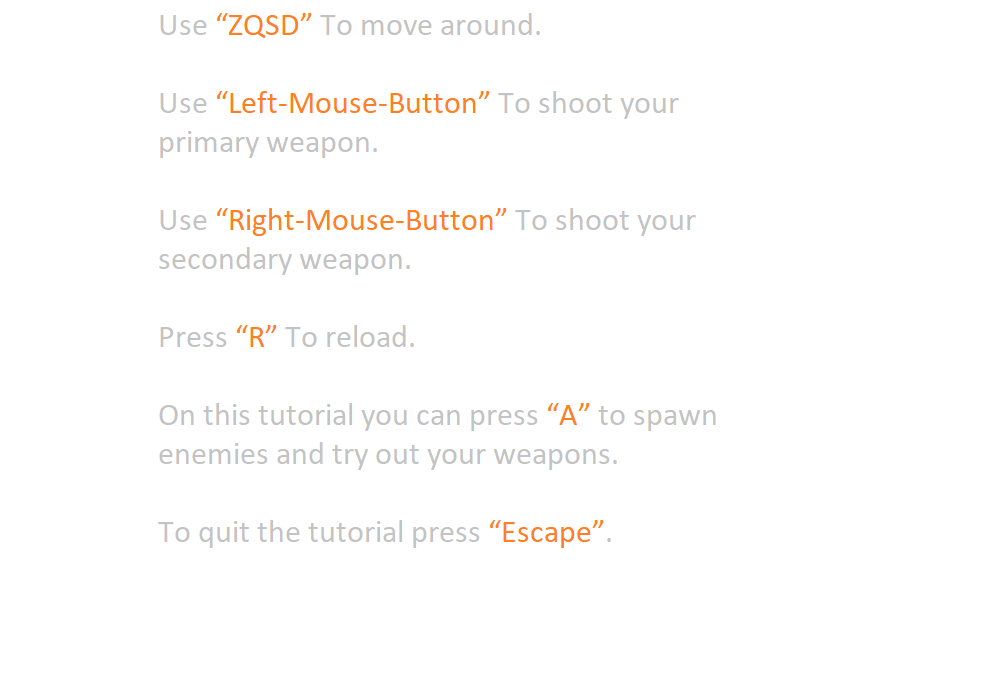 Use “ZQSD” To move around.
Use “Left-Mouse-Button” To shoot your
primary weapon.
Use “Right-Mouse-Button” To shoot your
secondary weapon.
Press “R” To reload.
On this tutorial you can press “A” to spawn
enemies and try out your weapons.
To quit the tutorial press “Escape”.